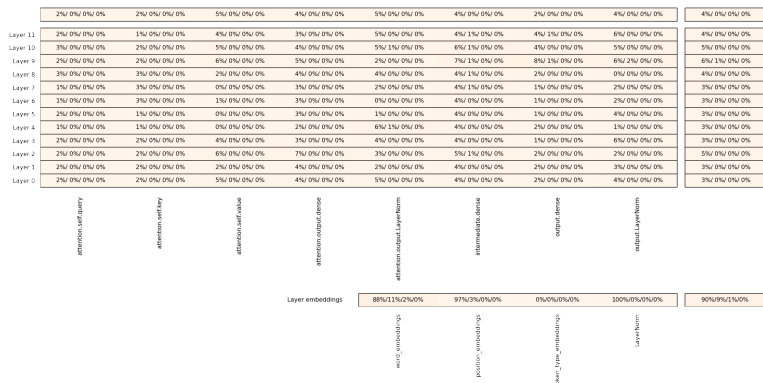 2%/ 0%/ 0%/ 0% 2%/ 0%/ 0%/ 0% 5%/ 0%/ 0%/ 0% 4%/ 0%/ 0%/ 0% 5%/ 0%/ 0%/ 0% 4%/ 0%/ 0%/ 0% 2%/ 0%/ 0%/ 0% 4%/ 0%/ 0%/ 0% 4%/ 0%/ 0%/ 0%
Layer 11 2%/ 0%/ 0%/ 0% 1%/ 0%/ 0%/ 0% 4%/ 0%/ 0%/ 0% 3%/ 0%/ 0%/ 0% 5%/ 0%/ 0%/ 0% 4%/ 1%/ 0%/ 0% 4%/ 1%/ 0%/ 0% 6%/ 0%/ 0%/ 0% 4%/ 0%/ 0%/ 0%
Layer 10 3%/ 0%/ 0%/ 0% 2%/ 0%/ 0%/ 0% 5%/ 0%/ 0%/ 0% 4%/ 0%/ 0%/ 0% 5%/ 1%/ 0%/ 0% 6%/ 1%/ 0%/ 0% 4%/ 0%/ 0%/ 0% 5%/ 0%/ 0%/ 0% 5%/ 0%/ 0%/ 0%
Layer 9 2%/ 0%/ 0%/ 0% 2%/ 0%/ 0%/ 0% 6%/ 0%/ 0%/ 0% 5%/ 0%/ 0%/ 0% 2%/ 0%/ 0%/ 0% 7%/ 1%/ 0%/ 0% 8%/ 1%/ 0%/ 0% 6%/ 2%/ 0%/ 0% 6%/ 1%/ 0%/ 0%
Layer 8 3%/ 0%/ 0%/ 0% 3%/ 0%/ 0%/ 0% 2%/ 0%/ 0%/ 0% 4%/ 0%/ 0%/ 0% 4%/ 0%/ 0%/ 0% 4%/ 1%/ 0%/ 0% 2%/ 0%/ 0%/ 0% 0%/ 0%/ 0%/ 0% 4%/ 0%/ 0%/ 0%
Layer 7 1%/ 0%/ 0%/ 0% 3%/ 0%/ 0%/ 0% 0%/ 0%/ 0%/ 0% 3%/ 0%/ 0%/ 0% 2%/ 0%/ 0%/ 0% 4%/ 1%/ 0%/ 0% 1%/ 0%/ 0%/ 0% 2%/ 0%/ 0%/ 0% 3%/ 0%/ 0%/ 0%
Layer 6 1%/ 0%/ 0%/ 0% 3%/ 0%/ 0%/ 0% 1%/ 0%/ 0%/ 0% 3%/ 0%/ 0%/ 0% 0%/ 0%/ 0%/ 0% 4%/ 0%/ 0%/ 0% 1%/ 0%/ 0%/ 0% 2%/ 0%/ 0%/ 0% 3%/ 0%/ 0%/ 0%
Layer 5 2%/ 0%/ 0%/ 0% 1%/ 0%/ 0%/ 0% 0%/ 0%/ 0%/ 0% 3%/ 0%/ 0%/ 0% 1%/ 0%/ 0%/ 0% 4%/ 0%/ 0%/ 0% 1%/ 0%/ 0%/ 0% 4%/ 0%/ 0%/ 0% 3%/ 0%/ 0%/ 0%
Layer 4 1%/ 0%/ 0%/ 0% 1%/ 0%/ 0%/ 0% 0%/ 0%/ 0%/ 0% 2%/ 0%/ 0%/ 0% 6%/ 1%/ 0%/ 0% 4%/ 0%/ 0%/ 0% 2%/ 0%/ 0%/ 0% 1%/ 0%/ 0%/ 0% 3%/ 0%/ 0%/ 0%
Layer 3 2%/ 0%/ 0%/ 0% 2%/ 0%/ 0%/ 0% 4%/ 0%/ 0%/ 0% 3%/ 0%/ 0%/ 0% 4%/ 0%/ 0%/ 0% 4%/ 0%/ 0%/ 0% 1%/ 0%/ 0%/ 0% 6%/ 0%/ 0%/ 0% 3%/ 0%/ 0%/ 0%
Layer 2 2%/ 0%/ 0%/ 0% 2%/ 0%/ 0%/ 0% 6%/ 0%/ 0%/ 0% 7%/ 0%/ 0%/ 0% 3%/ 0%/ 0%/ 0% 5%/ 1%/ 0%/ 0% 2%/ 0%/ 0%/ 0% 2%/ 0%/ 0%/ 0% 5%/ 0%/ 0%/ 0%
Layer 1 2%/ 0%/ 0%/ 0% 2%/ 0%/ 0%/ 0% 2%/ 0%/ 0%/ 0% 4%/ 0%/ 0%/ 0% 2%/ 0%/ 0%/ 0% 4%/ 0%/ 0%/ 0% 1%/ 0%/ 0%/ 0% 3%/ 0%/ 0%/ 0% 3%/ 0%/ 0%/ 0%
Layer 0 2%/ 0%/ 0%/ 0% 2%/ 0%/ 0%/ 0% 5%/ 0%/ 0%/ 0% 4%/ 0%/ 0%/ 0% 5%/ 0%/ 0%/ 0% 4%/ 0%/ 0%/ 0% 2%/ 0%/ 0%/ 0% 4%/ 0%/ 0%/ 0% 3%/ 0%/ 0%/ 0%
attention.self.query
attention.self.key
attention.self.value
attention.output.dense
attention.output.LayerNorm
intermediate.dense
output.dense
output.LayerNorm
Layer embeddings 88%/11%/2%/0% 97%/3%/0%/0% 0%/0%/0%/0% 100%/0%/0%/0% 90%/9%/1%/0%
word_embeddings
position_embeddings
ken_type_embeddings
LayerNorm